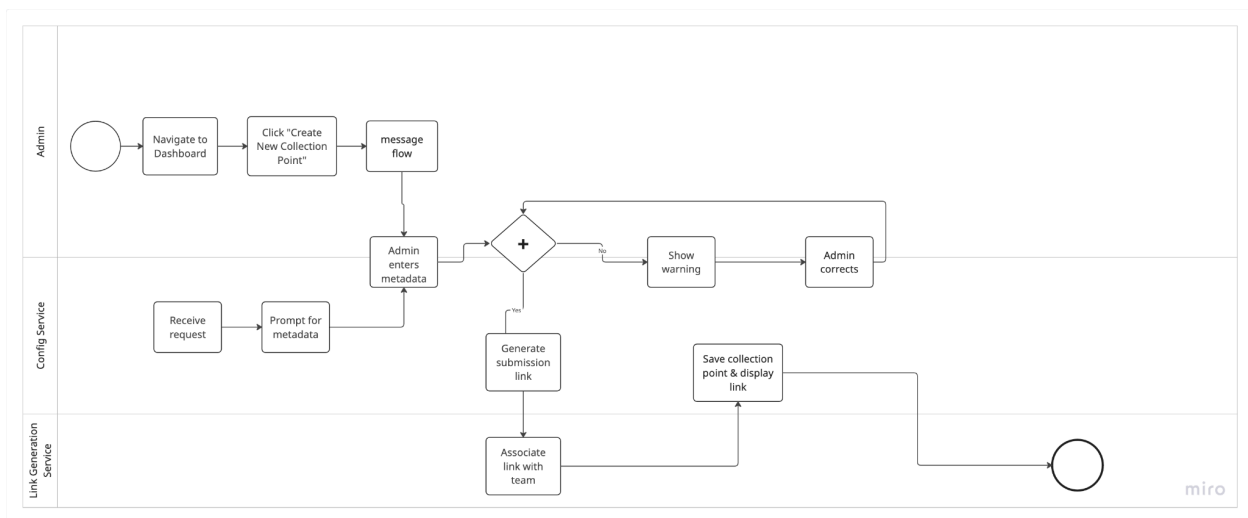 Admin
Navigate to
Dashboard
Click "Create
New Collection
Point"
message
flow
Admin
enters
metadata
No
Show
warning
Admin
corrects
Config Service
Receive
request
Prompt for
metadata
Yes
Generate
submission
link
Save collection
point & display
link
Link Generation
Service
Associate
link with
team
miro